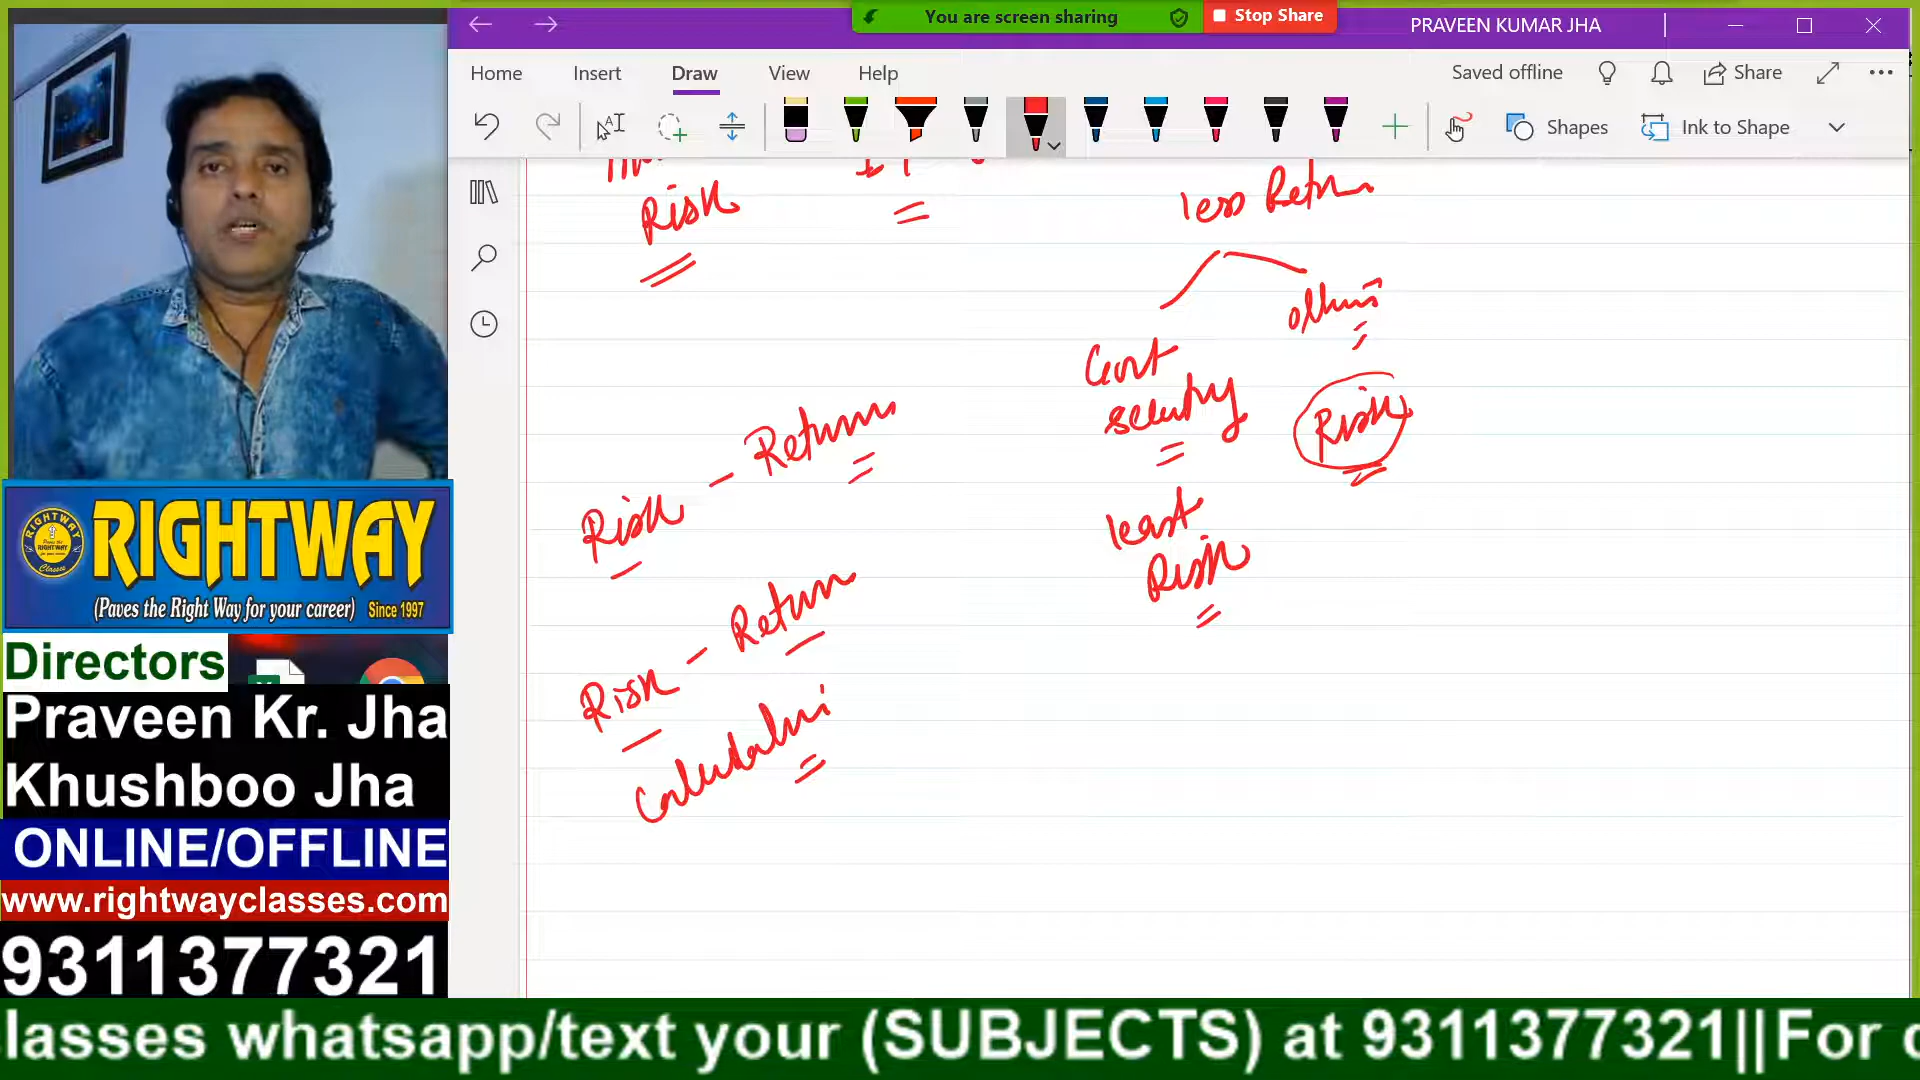 You are screen sharing
Stop Share
PRAVEEN KUMAR JHA
Home Insert Draw View Help
Saved offline
Share
Shapes
Ink to Shape
Risk
less Return
others
Govt
security
Risk
least
Risk
Risk - Return
Risk - Return
RIGHTWAY
Classes
RIGHTWAY
(Paves the Right Way for your career) Since 1997
Directors
Praveen Kr. Jha
Khushboo Jha
ONLINE/OFFLINE
www.rightwayclasses.com
9311377321
lasses whatsapp/text your (SUBJECTS) at 9311377321||For